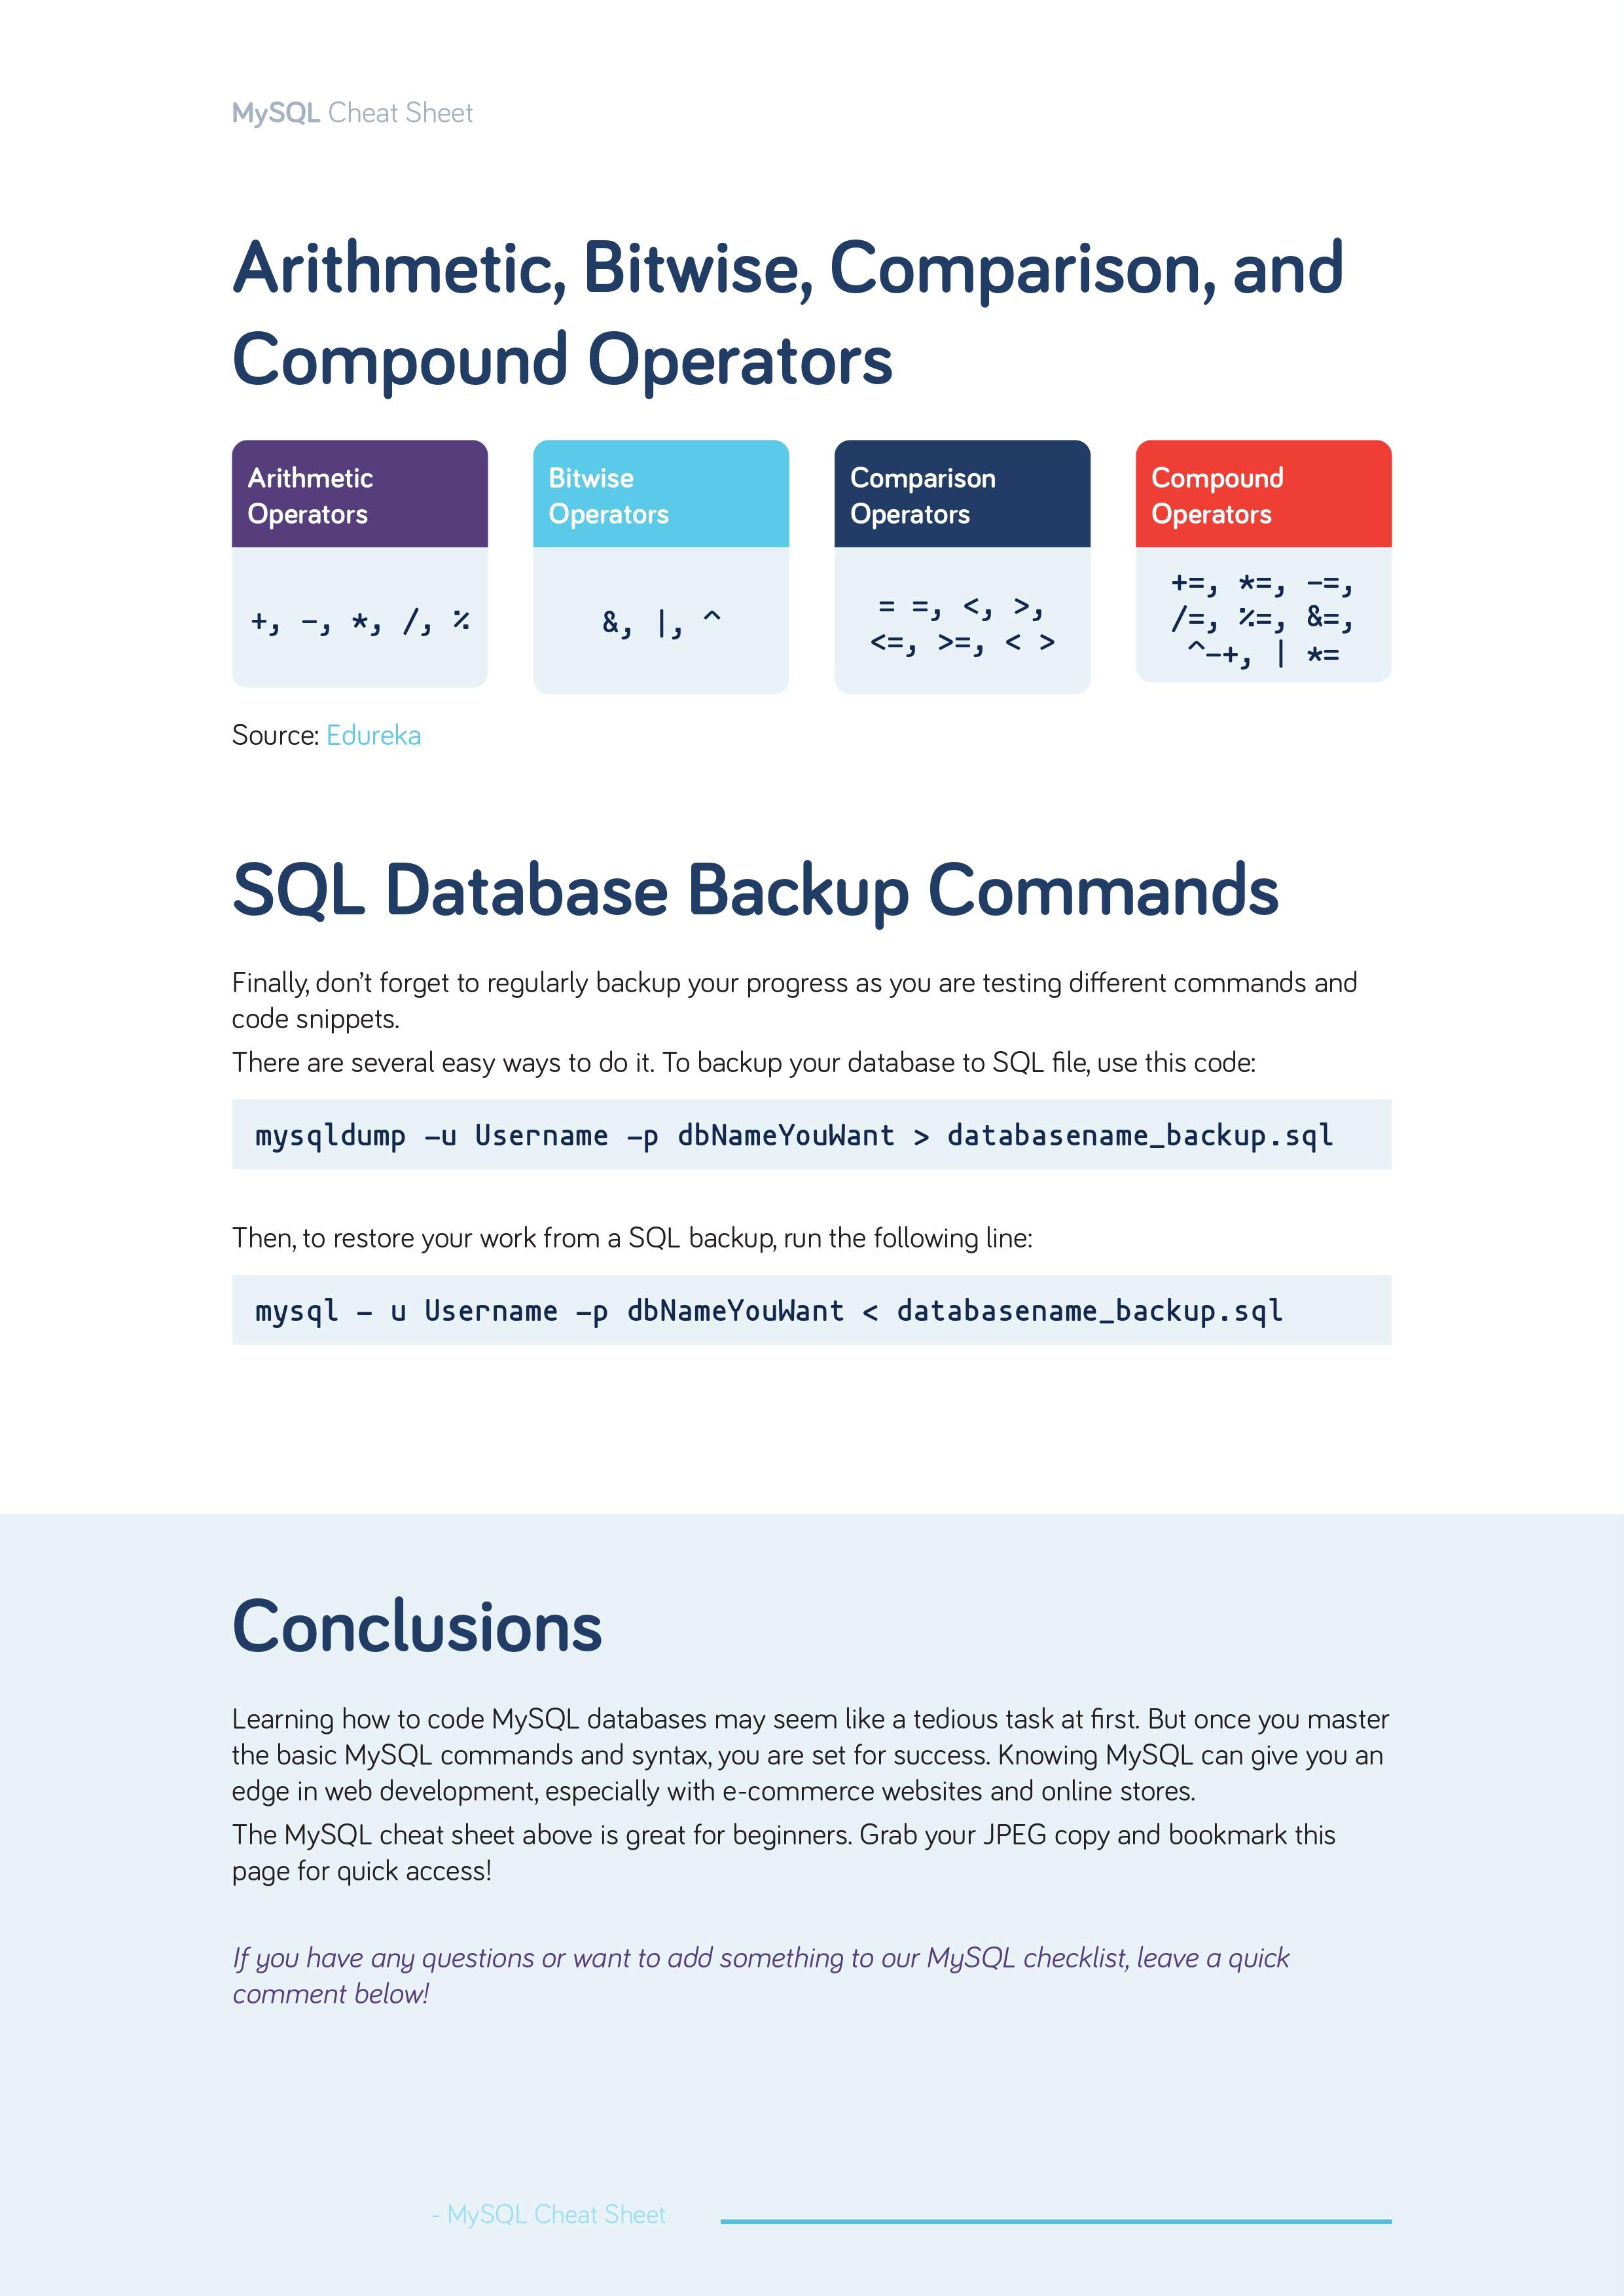 MySQL Cheat Sheet
Arithmetic, Bitwise, Comparison, and
Compound Operators
Arithmetic
Operators
+, –, *, /, %
Bitwise
Operators
&, |, ^
Comparison
Operators
= =, <, >,
<=, >=, < >
Compound
Operators
+=, *=, –=,
/=, %=, &=,
^–+, | *=
Source: Edureka
SQL Database Backup Commands
Finally, don’t forget to regularly backup your progress as you are testing different commands and
code snippets.
There are several easy ways to do it. To backup your database to SQL file, use this code:
mysqldump –u Username –p dbNameYouWant > databasename_backup.sql
Then, to restore your work from a SQL backup, run the following line:
mysql – u Username –p dbNameYouWant < databasename_backup.sql
Conclusions
Learning how to code MySQL databases may seem like a tedious task at first. But once you master
the basic MySQL commands and syntax, you are set for success. Knowing MySQL can give you an
edge in web development, especially with e-commerce websites and online stores.
The MySQL cheat sheet above is great for beginners. Grab your JPEG copy and bookmark this
page for quick access!
If you have any questions or want to add something to our MySQL checklist, leave a quick
comment below!
- MySQL Cheat Sheet